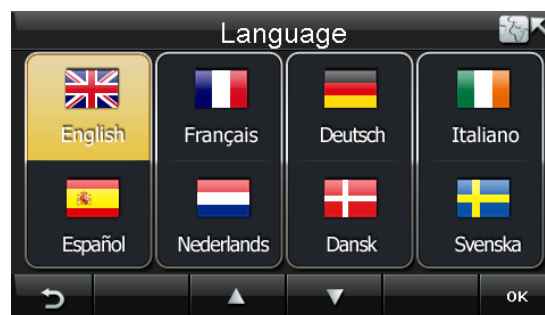 Language
English Français Deutsch Italiano
Español Nederlands Dansk Svenska
OK